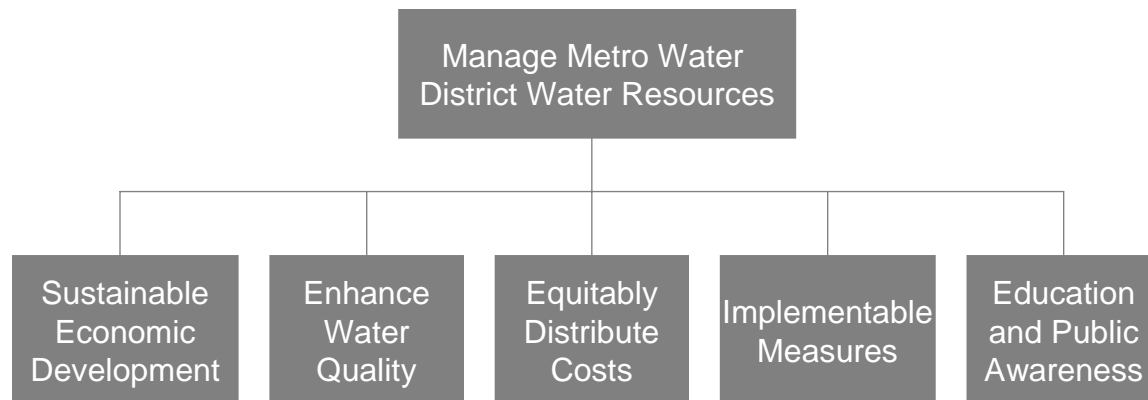 Manage Metro Water
District Water Resources
Sustainable
Economic
Development
Enhance
Water
Quality
Equitably
Distribute
Costs
Implementable
Measures
Education
and Public
Awareness